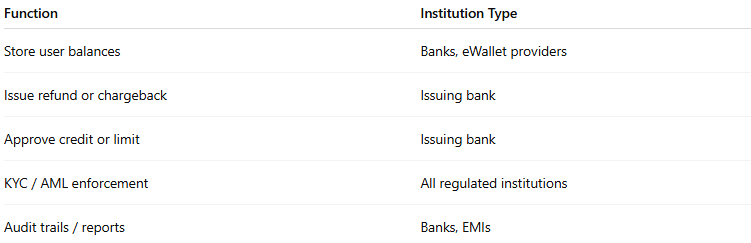 Function Institution Type
Store user balances Banks, eWallet providers
Issue refund or chargeback Issuing bank
Approve credit or limit Issuing bank
KYC / AML enforcement All regulated institutions
Audit trails / reports Banks, EMIs